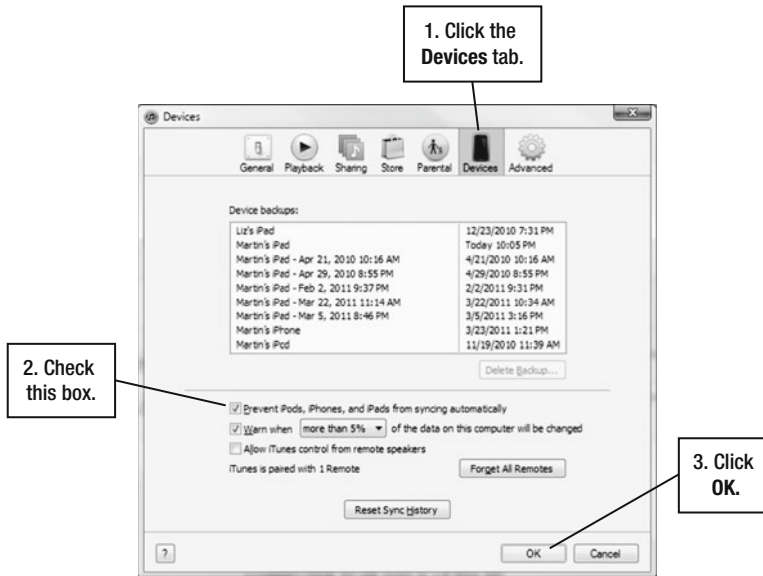 1. Click the
Devices tab.
Devices
General Playback Sharing Store Parental Devices Advanced
Device backups:
Liz's iPad 12/23/2010 7:31 PM
Martin's iPad Today 10:05 PM
Martin's iPad - Apr 21, 2010 10:16 AM 4/21/2010 10:16 AM
Martin's iPad - Apr 29, 2010 8:55 PM 4/29/2010 8:55 PM
Martin's iPad - Feb 2, 2011 9:37 PM 2/2/2011 9:31 PM
Martin's iPad - Mar 22, 2011 11:14 AM 3/22/2011 10:34 AM
Martin's iPad - Mar 5, 2011 8:46 PM 3/5/2011 3:16 PM
Martin's iPhone 3/23/2011 1:21 PM
Martin's iPod 11/19/2010 11:39 AM
Delete Backup...
2. Check
this box.
Prevent iPods, iPhones, and iPads from syncing automatically
Warn when more than 5% of the data on this computer will be changed
Allow iTunes control from remote speakers
iTunes is paired with 1 Remote Forget All Remotes
3. Click
OK.
Reset Sync History
? OK Cancel